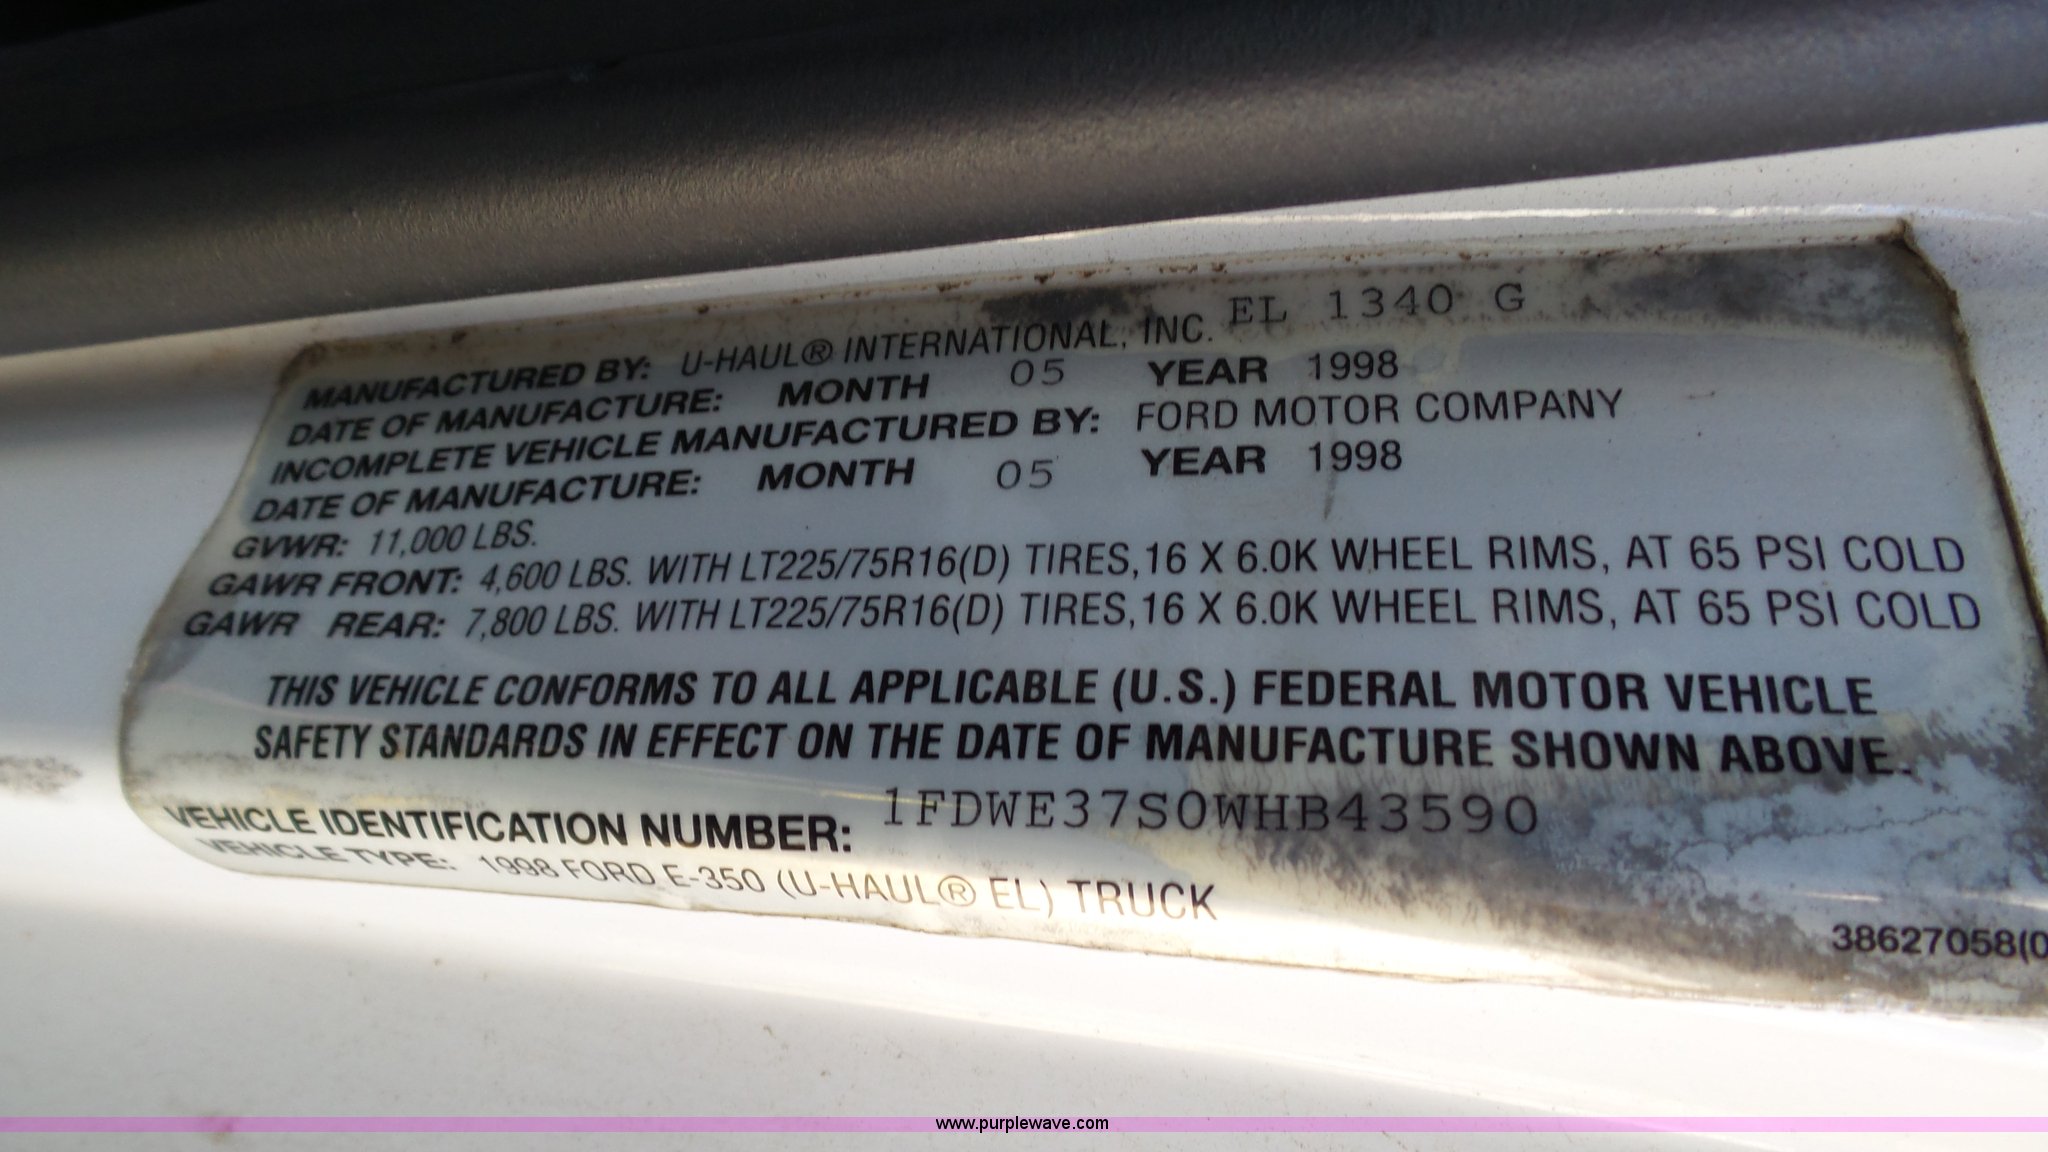 EL 1340 G
MANUFACTURED BY: U-HAUL® INTERNATIONAL, INC.
DATE OF MANUFACTURE: MONTH 05 YEAR 1998
INCOMPLETE VEHICLE MANUFACTURED BY: FORD MOTOR COMPANY
DATE OF MANUFACTURE: MONTH 05 YEAR 1998
GVWR: 11,000 LBS.
GAWR FRONT: 4,600 LBS. WITH LT225/75R16(D) TIRES,16 X 6.0K WHEEL RIMS, AT 65 PSI COLD
GAWR REAR: 7,800 LBS. WITH LT225/75R16(D) TIRES,16 X 6.0K WHEEL RIMS, AT 65 PSI COLD
THIS VEHICLE CONFORMS TO ALL APPLICABLE (U.S.) FEDERAL MOTOR VEHICLE
SAFETY STANDARDS IN EFFECT ON THE DATE OF MANUFACTURE SHOWN ABOVE.
VEHICLE IDENTIFICATION NUMBER: 1FDWE37S0WHB43590
VEHICLE TYPE: 1998 FORD E-350 (U-HAUL® EL) TRUCK
38627058(0
www.purplewave.com